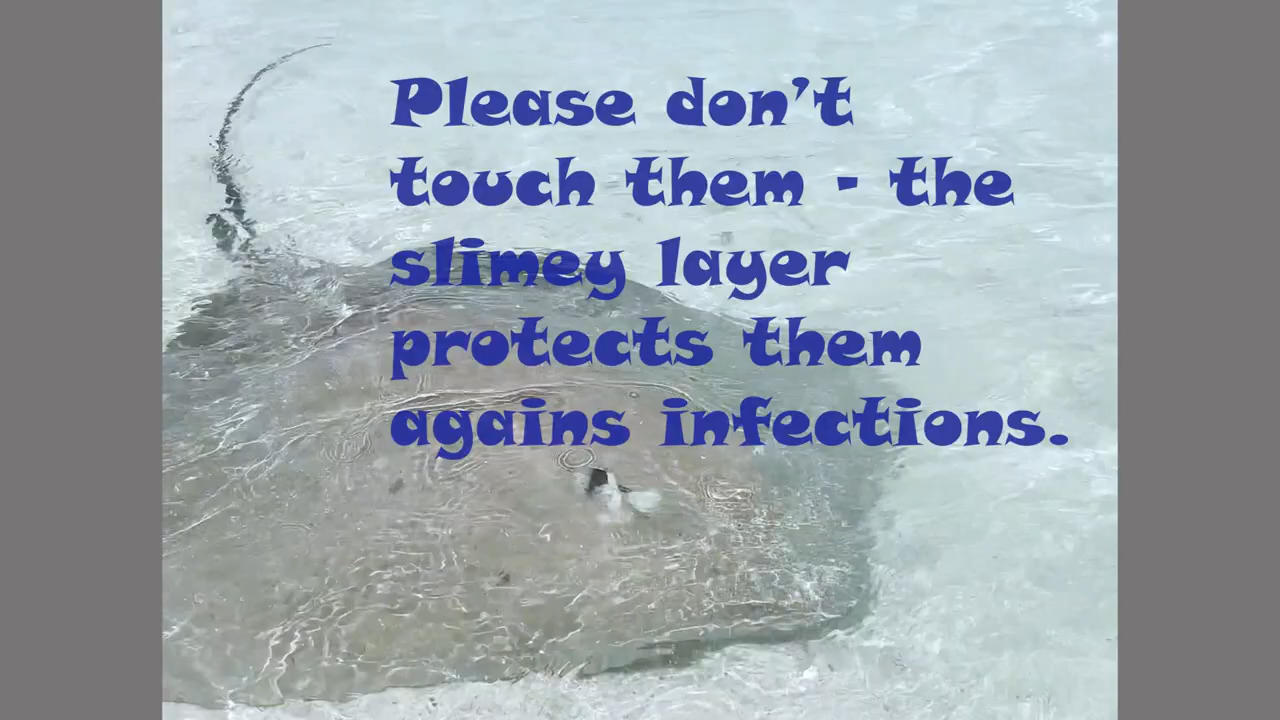 Please don't
touch them - the
slimey layer
protects them
agains infections.